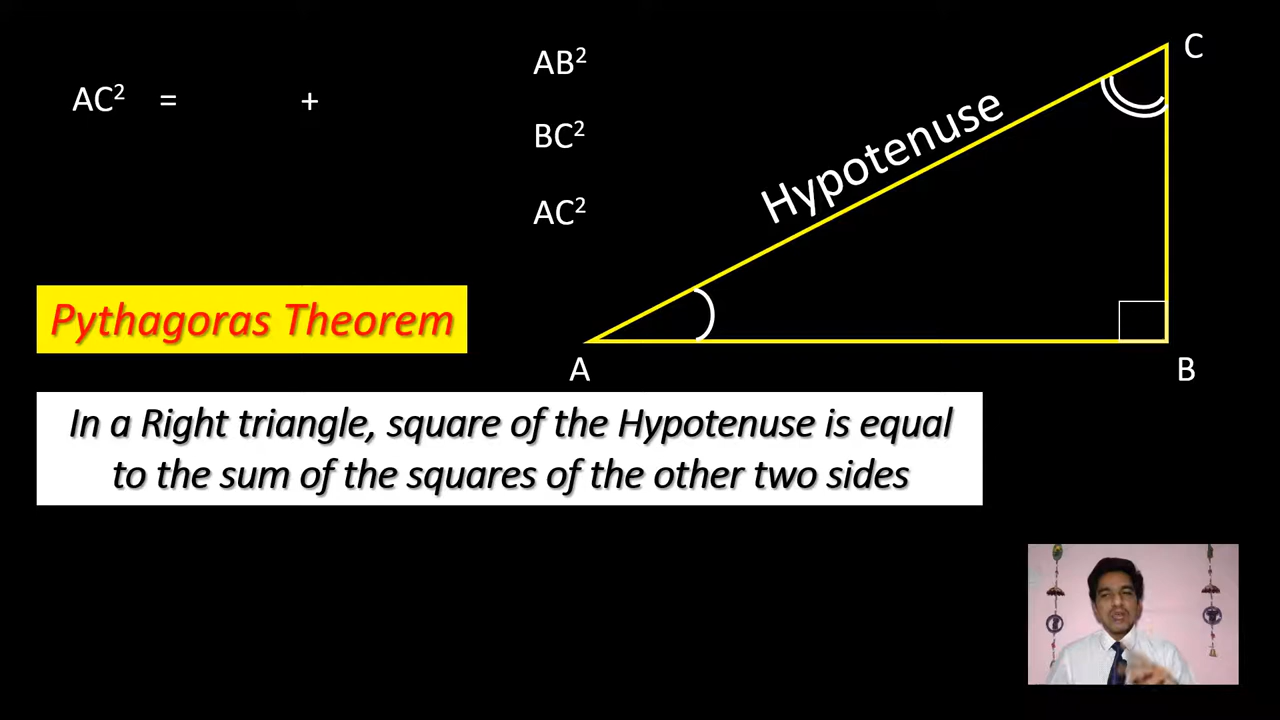 AC² = +
AB²
BC²
AC²
C
Hypotenuse
A
B
Pythagoras Theorem
In a Right triangle, square of the Hypotenuse is equal
to the sum of the squares of the other two sides